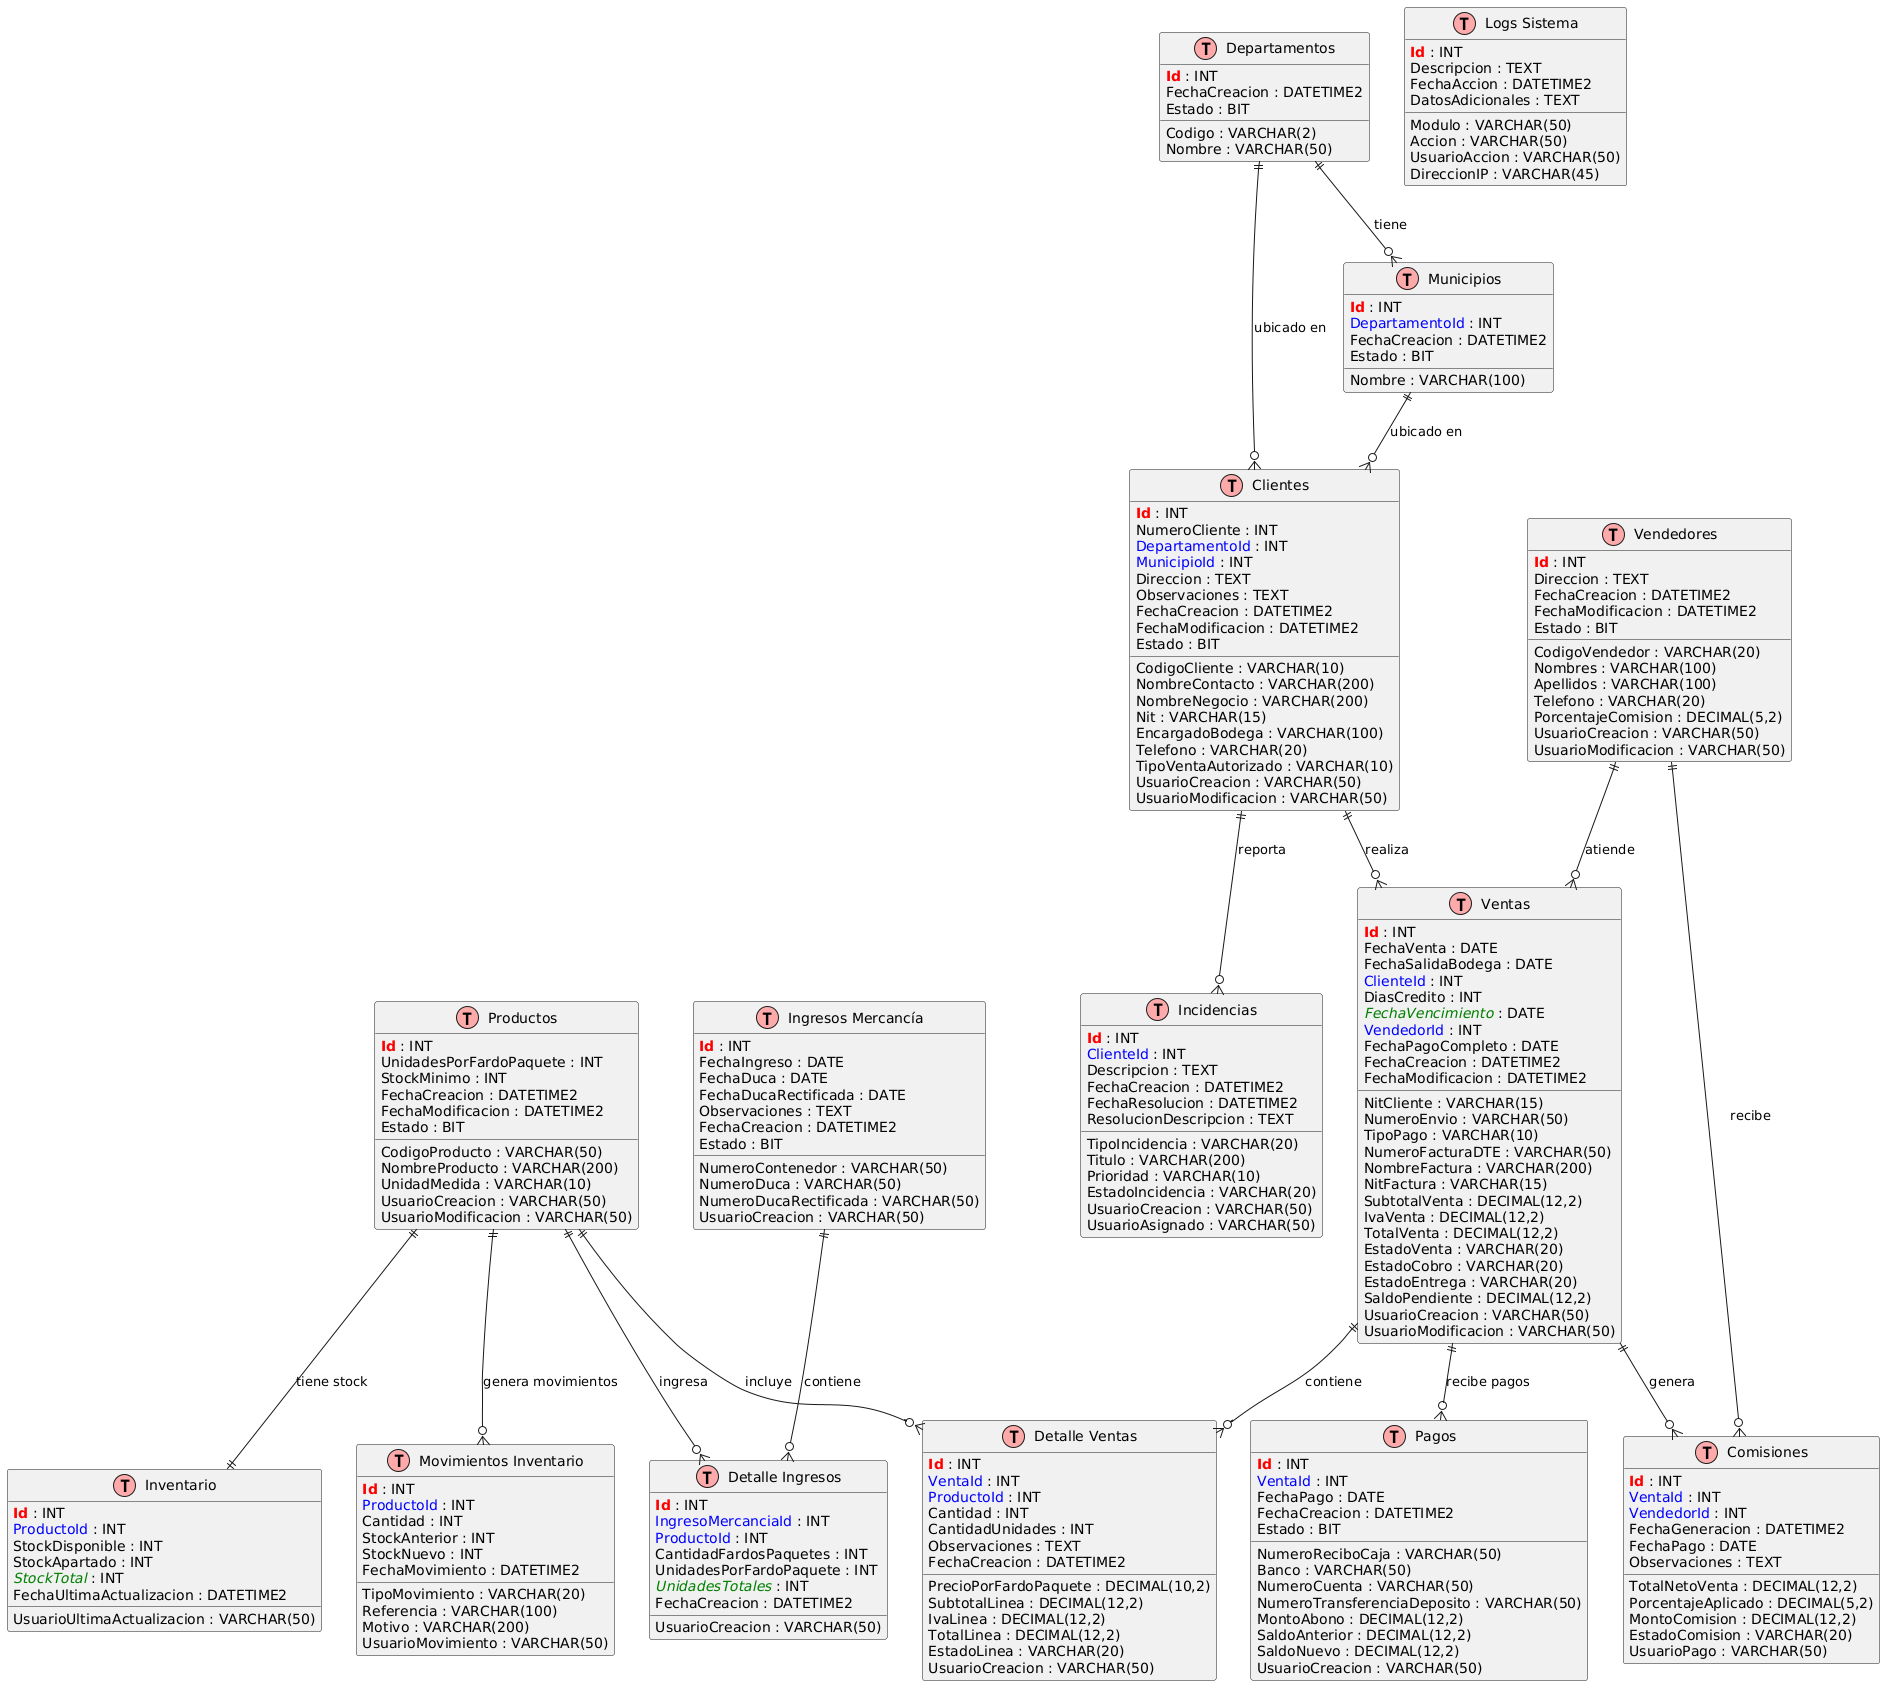 Departamentos
Id : INT
FechaCreacion : DATETIME2
Estado : BIT
Codigo : VARCHAR(2)
Nombre : VARCHAR(50)
Logs Sistema
Id : INT
Descripcion : TEXT
FechaAccion : DATETIME2
DatosAdicionales : TEXT
Modulo : VARCHAR(50)
Accion : VARCHAR(50)
UsuarioAccion : VARCHAR(50)
DireccionIP : VARCHAR(45)
tiene
ubicado en
Municipios
Id : INT
DepartamentoId : INT
FechaCreacion : DATETIME2
Estado : BIT
Nombre : VARCHAR(100)
ubicado en
Clientes
Id : INT
NumeroCliente : INT
DepartamentoId : INT
MunicipioId : INT
Direccion : TEXT
Observaciones : TEXT
FechaCreacion : DATETIME2
FechaModificacion : DATETIME2
Estado : BIT
CodigoCliente : VARCHAR(10)
NombreContacto : VARCHAR(200)
NombreNegocio : VARCHAR(200)
Nit : VARCHAR(15)
EncargadoBodega : VARCHAR(100)
Telefono : VARCHAR(20)
TipoVentaAutorizado : VARCHAR(10)
UsuarioCreacion : VARCHAR(50)
UsuarioModificacion : VARCHAR(50)
Vendedores
Id : INT
Direccion : TEXT
FechaCreacion : DATETIME2
FechaModificacion : DATETIME2
Estado : BIT
CodigoVendedor : VARCHAR(20)
Nombres : VARCHAR(100)
Apellidos : VARCHAR(100)
Telefono : VARCHAR(20)
PorcentajeComision : DECIMAL(5,2)
UsuarioCreacion : VARCHAR(50)
UsuarioModificacion : VARCHAR(50)
reporta
realiza
atiende
Ventas
Id : INT
FechaVenta : DATE
FechaSalidaBodega : DATE
ClienteId : INT
DiasCredito : INT
FechaVencimiento : DATE
VendedorId : INT
FechaPagoCompleto : DATE
FechaCreacion : DATETIME2
FechaModificacion : DATETIME2
NitCliente : VARCHAR(15)
NumeroEnvio : VARCHAR(50)
TipoPago : VARCHAR(10)
NumeroFacturaDTE : VARCHAR(50)
NombreFactura : VARCHAR(200)
NitFactura : VARCHAR(15)
SubtotalVenta : DECIMAL(12,2)
IvaVenta : DECIMAL(12,2)
TotalVenta : DECIMAL(12,2)
EstadoVenta : VARCHAR(20)
EstadoCobro : VARCHAR(20)
EstadoEntrega : VARCHAR(20)
SaldoPendiente : DECIMAL(12,2)
UsuarioCreacion : VARCHAR(50)
UsuarioModificacion : VARCHAR(50)
recibe
Productos
Id : INT
UnidadesPorFardoPaquete : INT
StockMinimo : INT
FechaCreacion : DATETIME2
FechaModificacion : DATETIME2
Estado : BIT
CodigoProducto : VARCHAR(50)
NombreProducto : VARCHAR(200)
UnidadMedida : VARCHAR(10)
UsuarioCreacion : VARCHAR(50)
UsuarioModificacion : VARCHAR(50)
Ingresos Mercancía
Id : INT
FechaIngreso : DATE
FechaDuca : DATE
FechaDucaRectificada : DATE
Observaciones : TEXT
FechaCreacion : DATETIME2
Estado : BIT
NumeroContenedor : VARCHAR(50)
NumeroDuca : VARCHAR(50)
NumeroDucaRectificada : VARCHAR(50)
UsuarioCreacion : VARCHAR(50)
Incidencias
Id : INT
ClienteId : INT
Descripcion : TEXT
FechaCreacion : DATETIME2
FechaResolucion : DATETIME2
ResolucionDescripcion : TEXT
TipoIncidencia : VARCHAR(20)
Titulo : VARCHAR(200)
Prioridad : VARCHAR(10)
EstadoIncidencia : VARCHAR(20)
UsuarioCreacion : VARCHAR(50)
UsuarioAsignado : VARCHAR(50)
tiene stock
genera movimientos
ingresa
incluye
contiene
contiene
recibe pagos
genera
Inventario
Id : INT
ProductoId : INT
StockDisponible : INT
StockApartado : INT
StockTotal : INT
FechaUltimaActualizacion : DATETIME2
UsuarioUltimaActualizacion : VARCHAR(50)
Movimientos Inventario
Id : INT
ProductoId : INT
Cantidad : INT
StockAnterior : INT
StockNuevo : INT
FechaMovimiento : DATETIME2
TipoMovimiento : VARCHAR(20)
Referencia : VARCHAR(100)
Motivo : VARCHAR(200)
UsuarioMovimiento : VARCHAR(50)
Detalle Ingresos
Id : INT
IngresoMercanciaId : INT
ProductoId : INT
CantidadFardosPaquetes : INT
UnidadesPorFardoPaquete : INT
UnidadesTotales : INT
FechaCreacion : DATETIME2
UsuarioCreacion : VARCHAR(50)
Detalle Ventas
Id : INT
VentaId : INT
ProductoId : INT
Cantidad : INT
CantidadUnidades : INT
Observaciones : TEXT
FechaCreacion : DATETIME2
PrecioPorFardoPaquete : DECIMAL(10,2)
SubtotalLinea : DECIMAL(12,2)
IvaLinea : DECIMAL(12,2)
TotalLinea : DECIMAL(12,2)
EstadoLinea : VARCHAR(20)
UsuarioCreacion : VARCHAR(50)
Pagos
Id : INT
VentaId : INT
FechaPago : DATE
FechaCreacion : DATETIME2
Estado : BIT
NumeroReciboCaja : VARCHAR(50)
Banco : VARCHAR(50)
NumeroCuenta : VARCHAR(50)
NumeroTransferenciaDeposito : VARCHAR(50)
MontoAbono : DECIMAL(12,2)
SaldoAnterior : DECIMAL(12,2)
SaldoNuevo : DECIMAL(12,2)
UsuarioCreacion : VARCHAR(50)
Comisiones
Id : INT
VentaId : INT
VendedorId : INT
FechaGeneracion : DATETIME2
FechaPago : DATE
Observaciones : TEXT
TotalNetoVenta : DECIMAL(12,2)
PorcentajeAplicado : DECIMAL(5,2)
MontoComision : DECIMAL(12,2)
EstadoComision : VARCHAR(20)
UsuarioPago : VARCHAR(50)